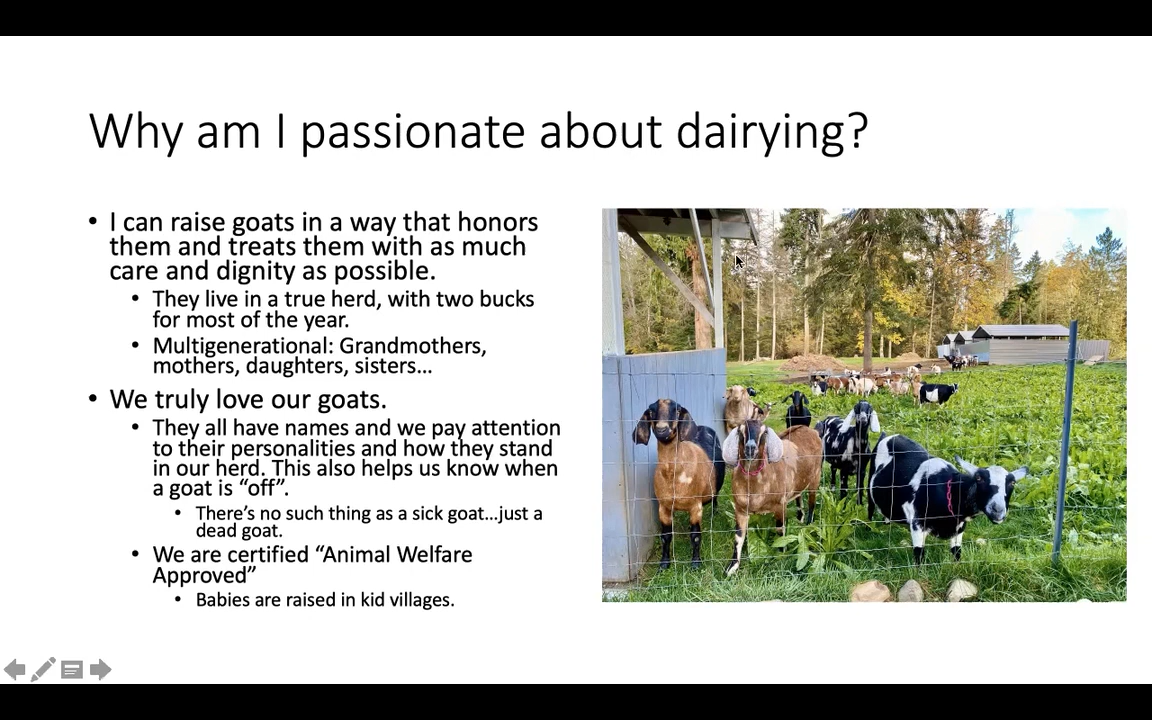 Why am I passionate about dairying?
• I can raise goats in a way that honors
them and treats them with as much
care and dignity as possible.
• They live in a true herd, with two bucks
for most of the year.
• Multigenerational: Grandmothers,
mothers, daughters, sisters…
• We truly love our goats.
• They all have names and we pay attention
to their personalities and how they stand
in our herd. This also helps us know when
a goat is “off”.
• There’s no such thing as a sick goat…just a
dead goat.
• We are certified “Animal Welfare
Approved”
• Babies are raised in kid villages.